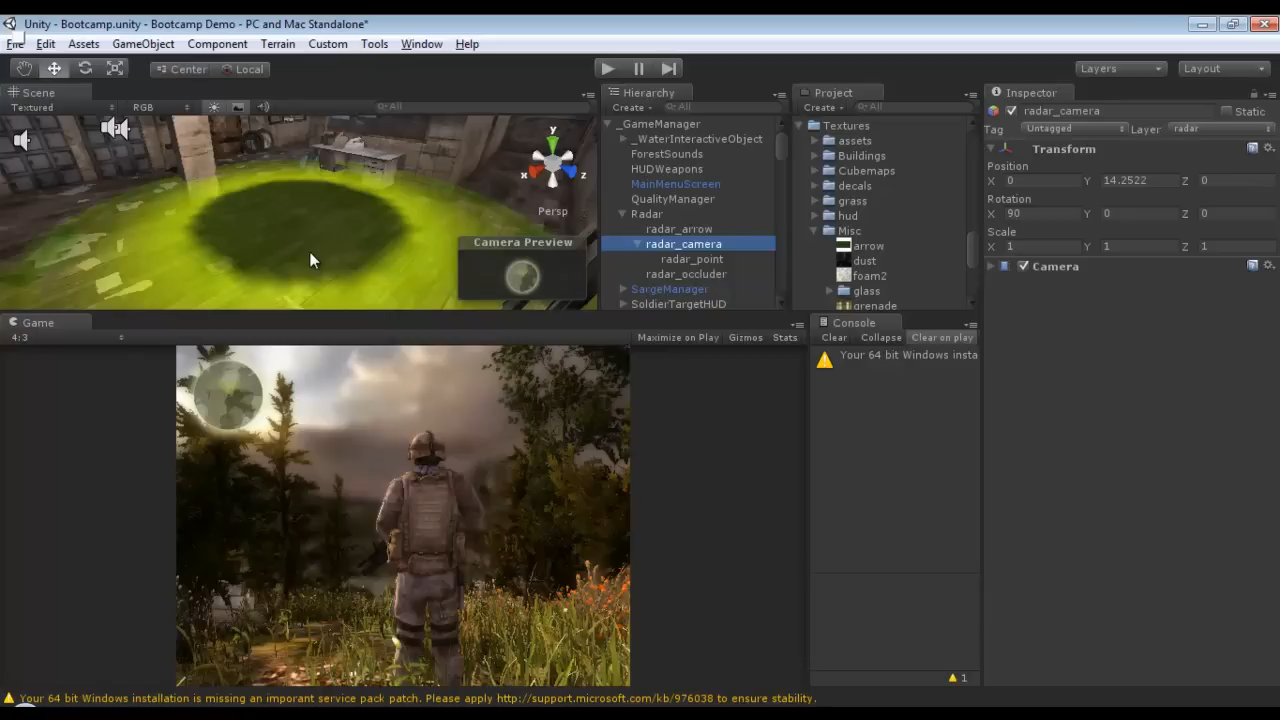 Unity - Bootcamp.unity - Bootcamp Demo - PC and Mac Standalone*
File Edit Assets GameObject Component Terrain Custom Tools Window Help
Center Local Layers Layout
Scene
Textured RGB All
y
x z
Persp
Camera Preview
Hierarchy
Create All
_GameManager
_WaterInteractiveObject
ForestSounds
HUDWeapons
MainMenuScreen
QualityManager
Radar
radar_arrow
radar_camera
radar_point
radar_occluder
SargeManager
SoldierTargetHUD
Project
Create All
Textures
assets
Buildings
Cubemaps
decals
grass
hud
Misc
arrow
dust
foam2
glass
grenade
Inspector
radar_camera Static
Tag Untagged Layer radar
Transform
Position
X 0 Y 14.2522 Z 0
Rotation
X 90 Y 0 Z 0
Scale
X 1 Y 1 Z 1
Camera
Game
4:3 Maximize on Play Gizmos Stats
Console
Clear Collapse Clear on play
Your 64 bit Windows insta
1
Your 64 bit Windows installation is missing an imporant service pack patch. Please apply http://support.microsoft.com/kb/976038 to ensure stability.